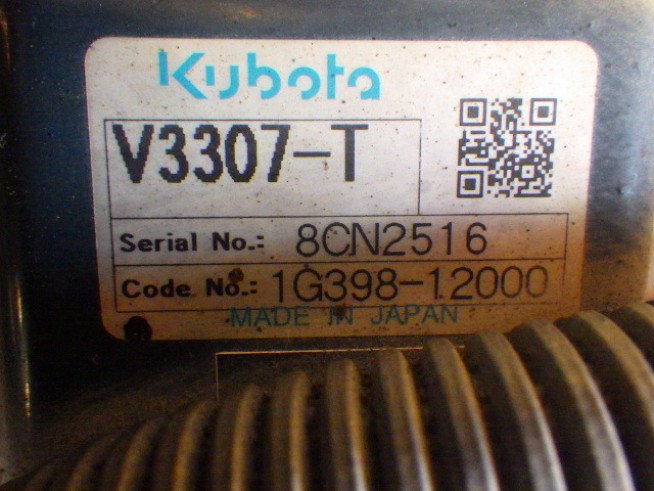 Kubota
V3307-T
Serial No.: 8CN2516
Code No.: 1G398-12000
MADE IN JAPAN